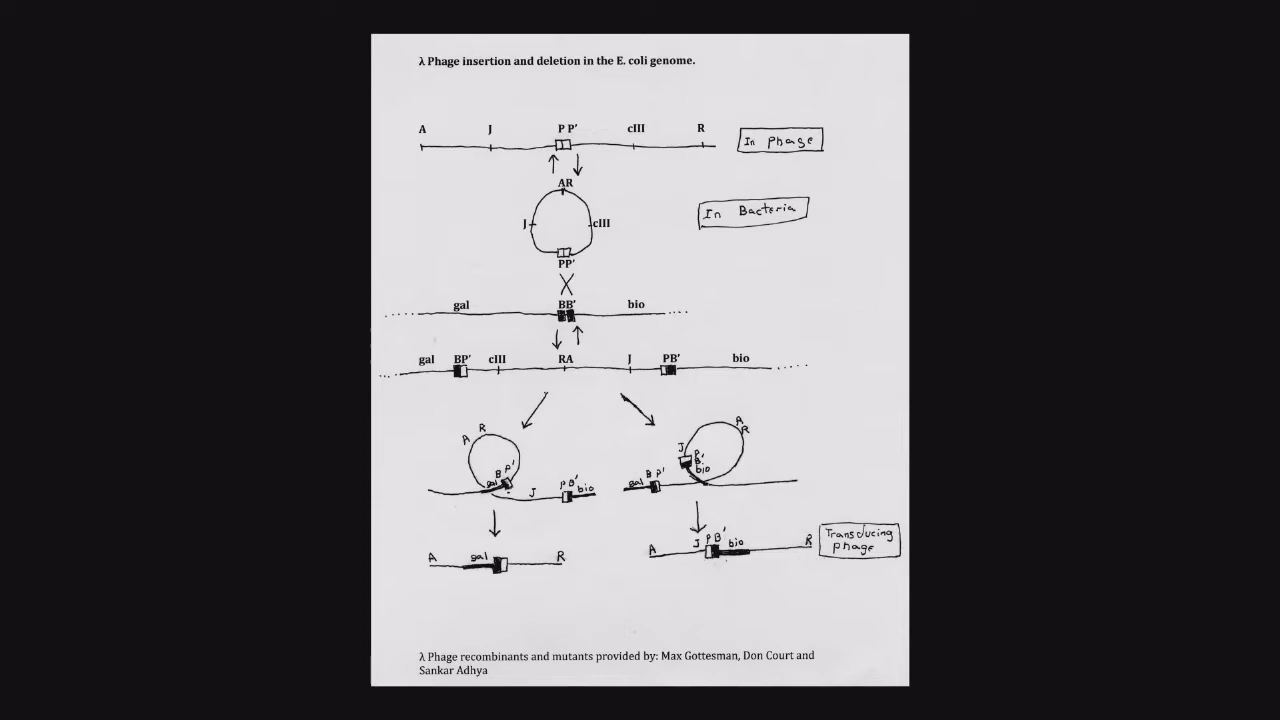 λ Phage insertion and deletion in the E. coli genome.
A J P P' cIII R
In Phage
AR
In Bacteria
J cIII
PP'
gal BB' bio
gal BP' cIII RA J PB' bio
A R
B P'
gal
J
P B'
bio
A
R
J
P
B'
bio
B P'
gal
A gal R
A J P B' bio R
Transducing
phage
λ Phage recombinants and mutants provided by: Max Gottesman, Don Court and
Sankar Adhya